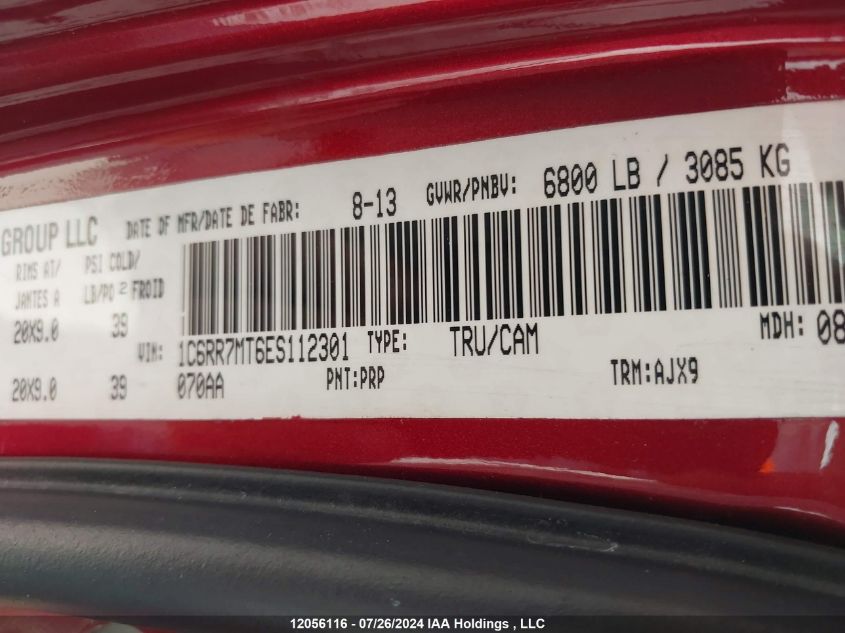 GROUP LLC DATE OF MFR/DATE DE FABR: 8-13 GVWR/PNBV: 6800 LB / 3085 KG
RIMS AT/ PSI COLD/
JANTES A LB/PO 2 FROID
20X9.0 39
VIN: 1C6RR7MT6ES112301 TYPE: TRU/CAM MDH: 08
20X9.0 39 070AA PNT:PRP TRM:AJX9
12056116 - 07/26/2024 IAA Holdings , LLC